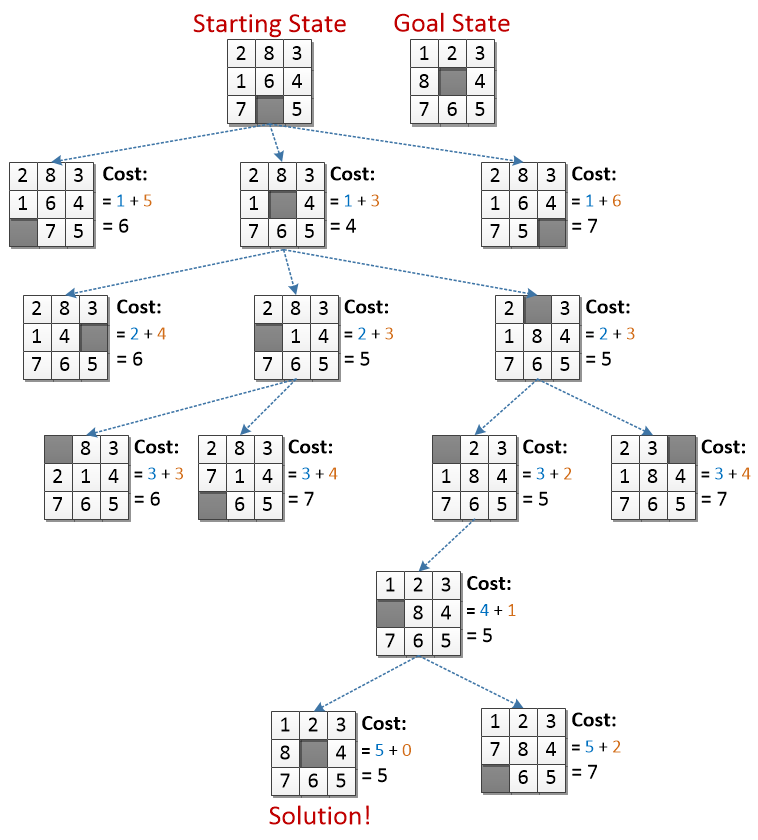 Starting State
Goal State
2 8 3
1 6 4
7 5
1 2 3
8 4
7 6 5
2 8 3
1 6 4
7 5
Cost:
= 1 + 5
= 6
2 8 3
1 4
7 6 5
Cost:
= 1 + 3
= 4
2 8 3
1 6 4
7 5
Cost:
= 1 + 6
= 7
2 8 3
1 4
7 6 5
Cost:
= 2 + 4
= 6
2 8 3
1 4
7 6 5
Cost:
= 2 + 3
= 5
2 3
1 8 4
7 6 5
Cost:
= 2 + 3
= 5
8 3
2 1 4
7 6 5
Cost:
= 3 + 3
= 6
2 8 3
7 1 4
6 5
Cost:
= 3 + 4
= 7
2 3
1 8 4
7 6 5
Cost:
= 3 + 2
= 5
2 3
1 8 4
7 6 5
Cost:
= 3 + 4
= 7
1 2 3
8 4
7 6 5
Cost:
= 4 + 1
= 5
1 2 3
8 4
7 6 5
Cost:
= 5 + 0
= 5
Solution!
1 2 3
7 8 4
6 5
Cost:
= 5 + 2
= 7